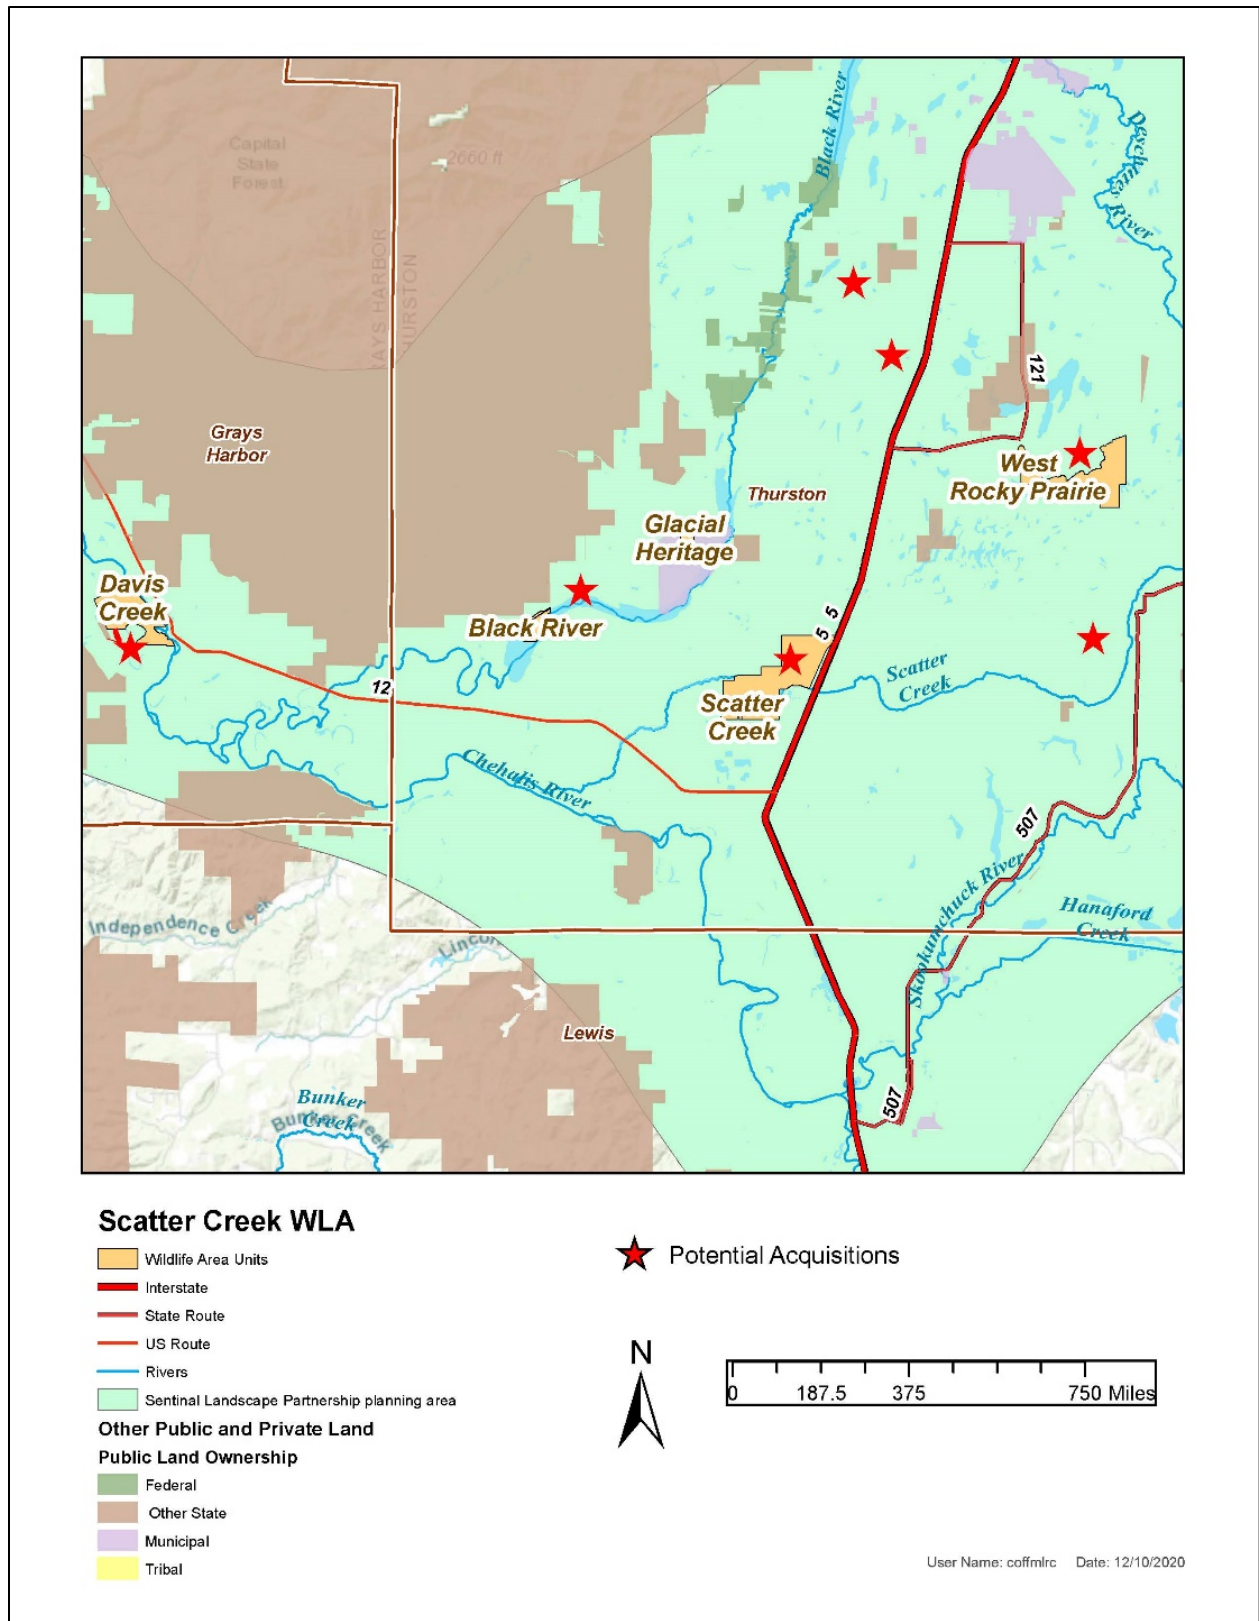 Capital
State
Forest
2660 ft
Black River
Deschutes River
GRAYS HARBOR
THURSTON
121
Grays
Harbor
West
Rocky Prairie
Thurston
Glacial
Heritage
Davis
Creek
Black River
5
5
Scatter
Creek
12
Scatter
Creek
Chehalis River
507
Skookumchuck River
Hanaford
Creek
Independence Creek
Lincoln
Lewis
Bunker
Creek
Bunker Creek
507
Scatter Creek WLA
Wildlife Area Units
Interstate
State Route
US Route
Rivers
Sentinal Landscape Partnership planning area
Other Public and Private Land
Public Land Ownership
Federal
Other State
Municipal
Tribal
Potential Acquisitions
N
0 187.5 375 750 Miles
User Name: coffmlrc Date: 12/10/2020